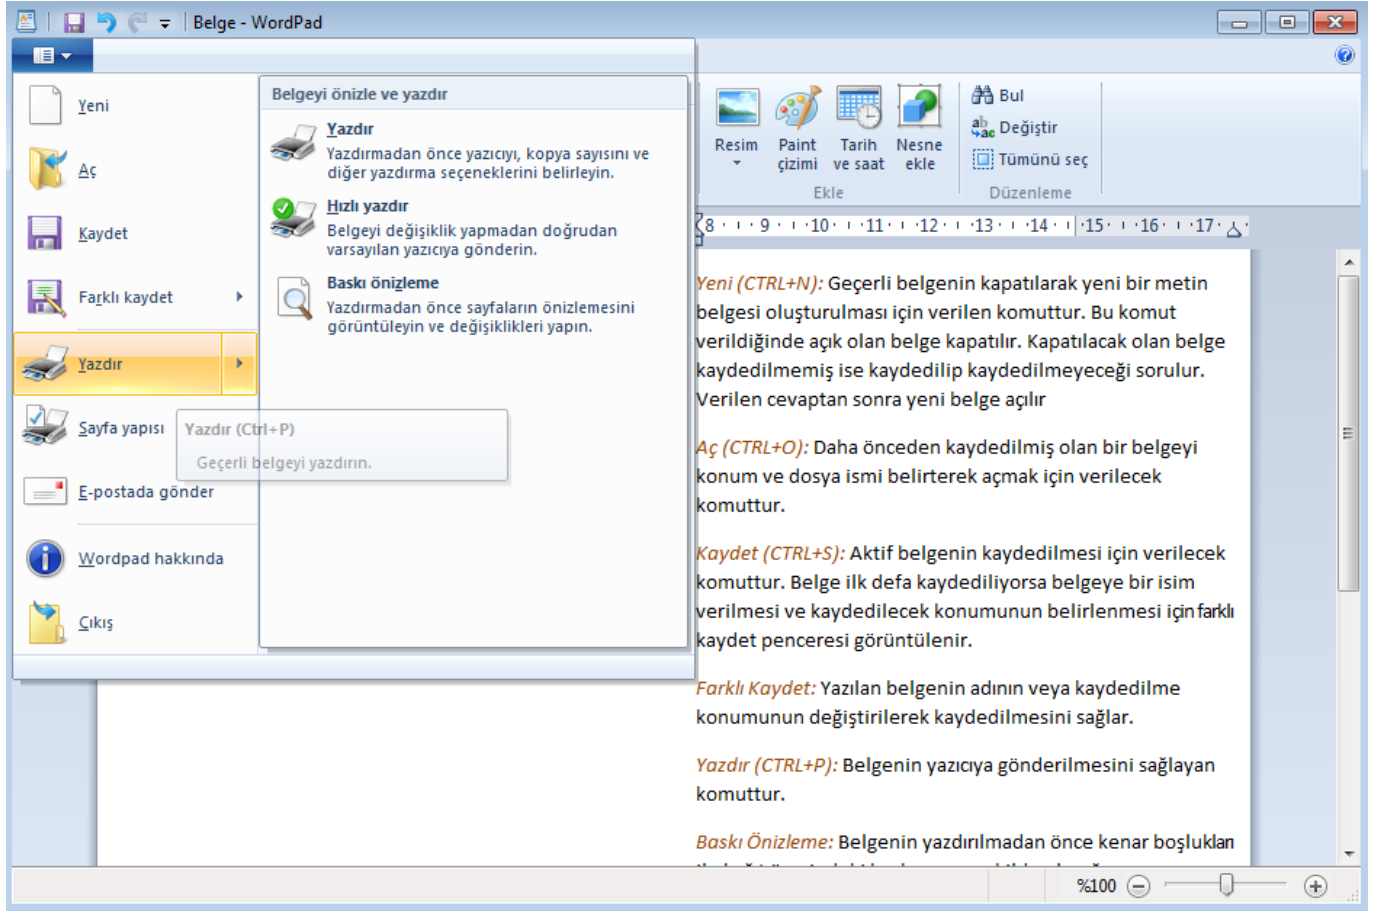 Belge - WordPad
Yeni
Aç
Kaydet
Farklı kaydet
Yazdır
Sayfa yapısı
E-postada gönder
Wordpad hakkında
Çıkış
Belgeyi önizle ve yazdır
Yazdır
Yazdırmadan önce yazıcıyı, kopya sayısını ve
diğer yazdırma seçeneklerini belirleyin.
Hızlı yazdır
Belgeyi değişiklik yapmadan doğrudan
varsayılan yazıcıya gönderin.
Baskı önizleme
Yazdırmadan önce sayfaların önizlemesini
görüntüleyin ve değişiklikleri yapın.
Yazdır (Ctrl+P)
Geçerli belgeyi yazdırın.
Resim
Paint
çizimi
Tarih
ve saat
Nesne
ekle
Ekle
Bul
Değiştir
Tümünü seç
Düzenleme
8 9 10 11 12 13 14 15 16 17
Yeni (CTRL+N): Geçerli belgenin kapatılarak yeni bir metin
belgesi oluşturulması için verilen komuttur. Bu komut
verildiğinde açık olan belge kapatılır. Kapatılacak olan belge
kaydedilmemiş ise kaydedilip kaydedilmeyeceği sorulur.
Verilen cevaptan sonra yeni belge açılır
Aç (CTRL+O): Daha önceden kaydedilmiş olan bir belgeyi
konum ve dosya ismi belirterek açmak için verilecek
komuttur.
Kaydet (CTRL+S): Aktif belgenin kaydedilmesi için verilecek
komuttur. Belge ilk defa kaydediliyorsa belgeye bir isim
verilmesi ve kaydedilecek konumunun belirlenmesi için farklı
kaydet penceresi görüntülenir.
Farklı Kaydet: Yazılan belgenin adının veya kaydedilme
konumunun değiştirilerek kaydedilmesini sağlar.
Yazdır (CTRL+P): Belgenin yazıcıya gönderilmesini sağlayan
komuttur.
Baskı Önizleme: Belgenin yazdırılmadan önce kenar boşlukları
%100